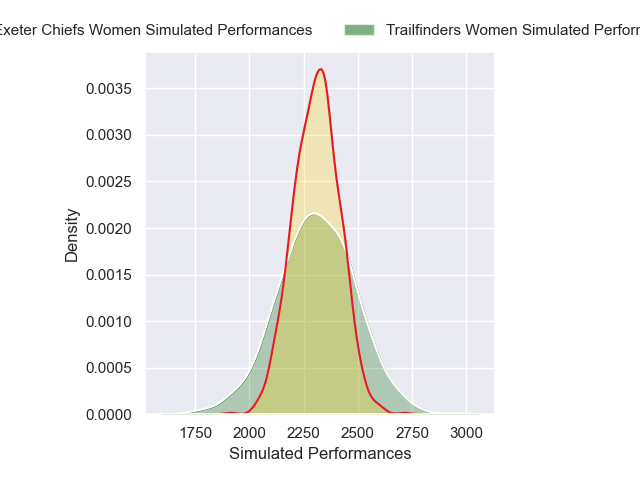 Exeter Chiefs Women Simulated Performances
Trailfinders Women Simulated
0.0035
0.0030
0.0025
0.0020
0.0015
0.0010
0.0005
0.0000
Density
1750 2000 2250 2500 2750 3000
Simulated Performances